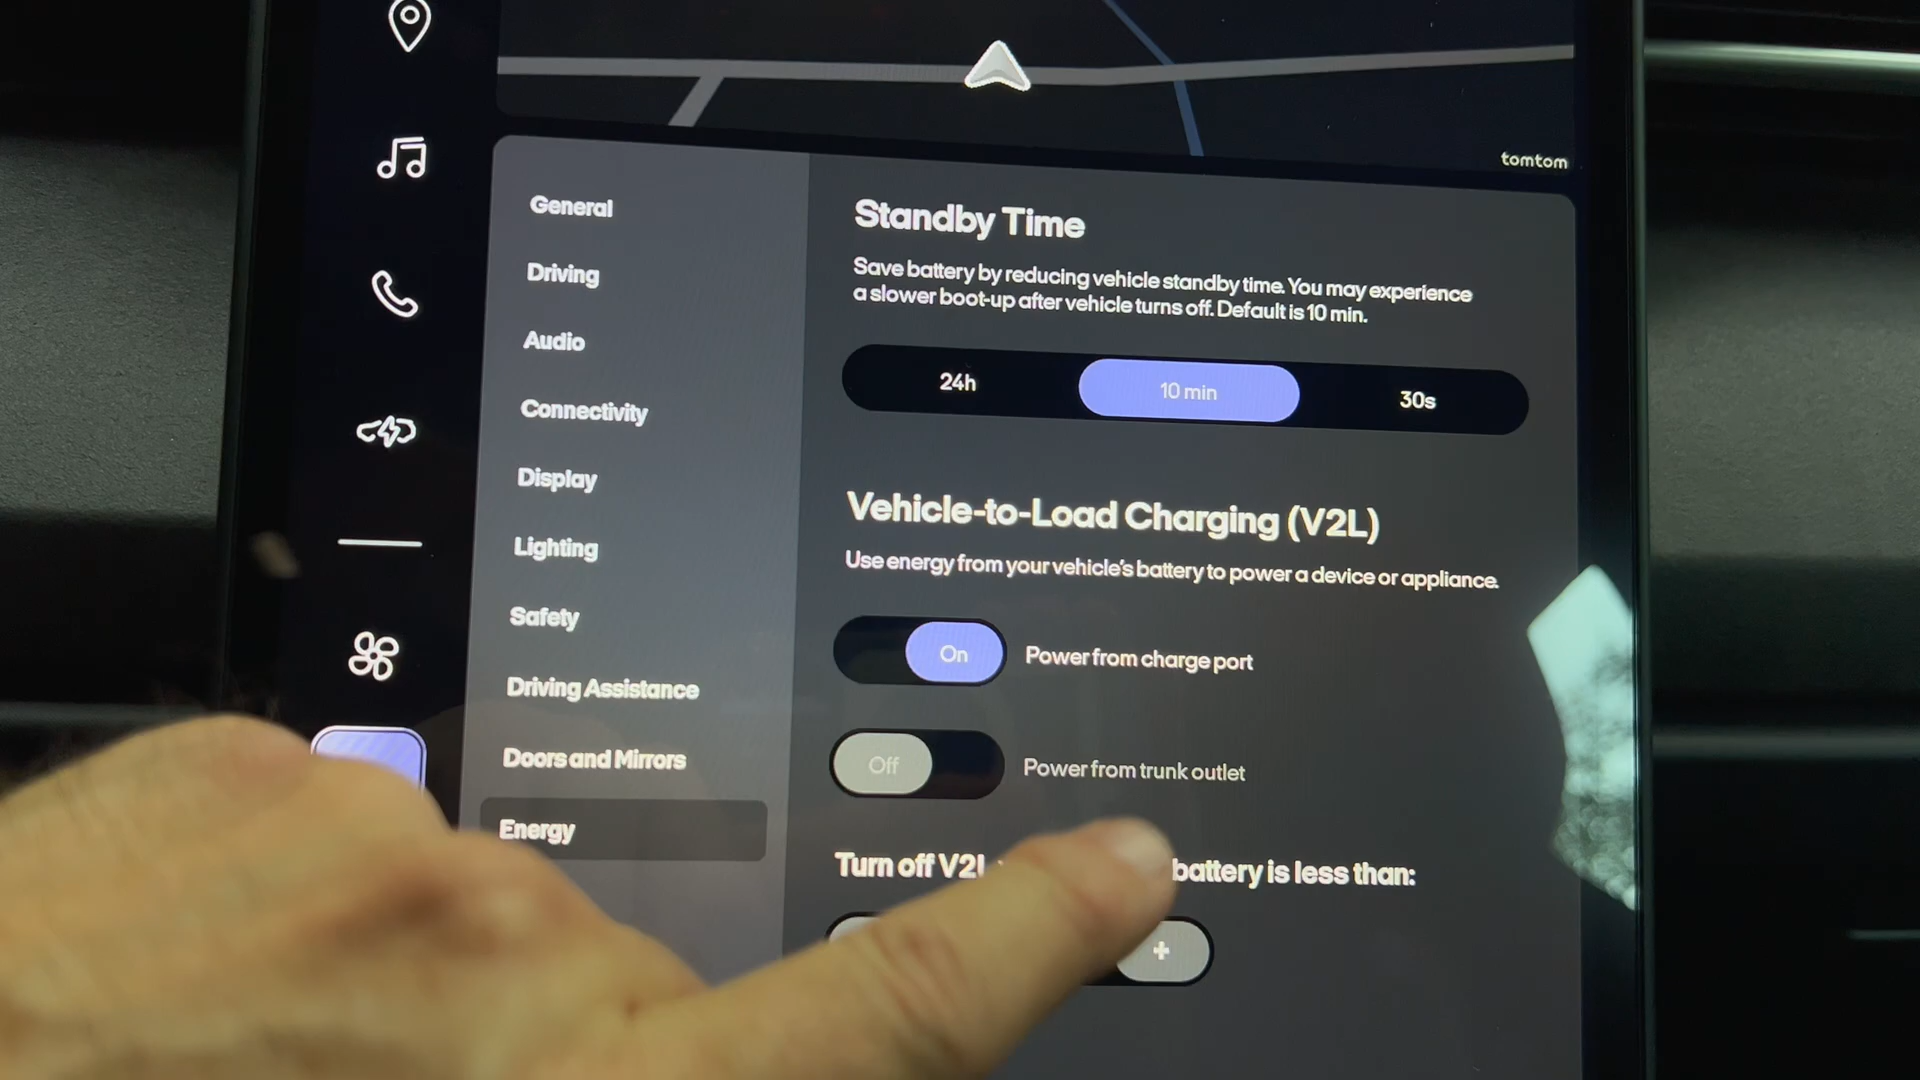 tomtom
General
Driving
Audio
Connectivity
Display
Lighting
Safety
Driving Assistance
Doors and Mirrors
Energy
Standby Time
Save battery by reducing vehicle standby time. You may experience
a slower boot-up after vehicle turns off. Default is 10 min.
24h 10 min 30s
Vehicle-to-Load Charging (V2L)
Use energy from your vehicle's battery to power a device or appliance.
On Power from charge port
Off Power from trunk outlet
Turn off V2L battery is less than:
+